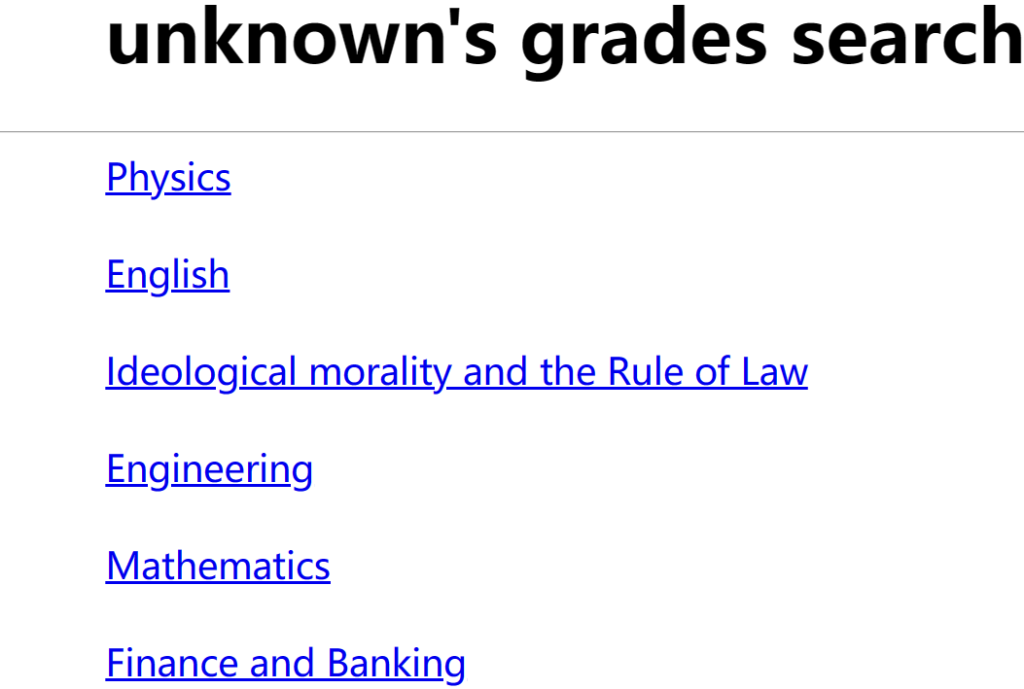 unknown's grades search
Physics
English
Ideological morality and the Rule of Law
Engineering
Mathematics
Finance and Banking